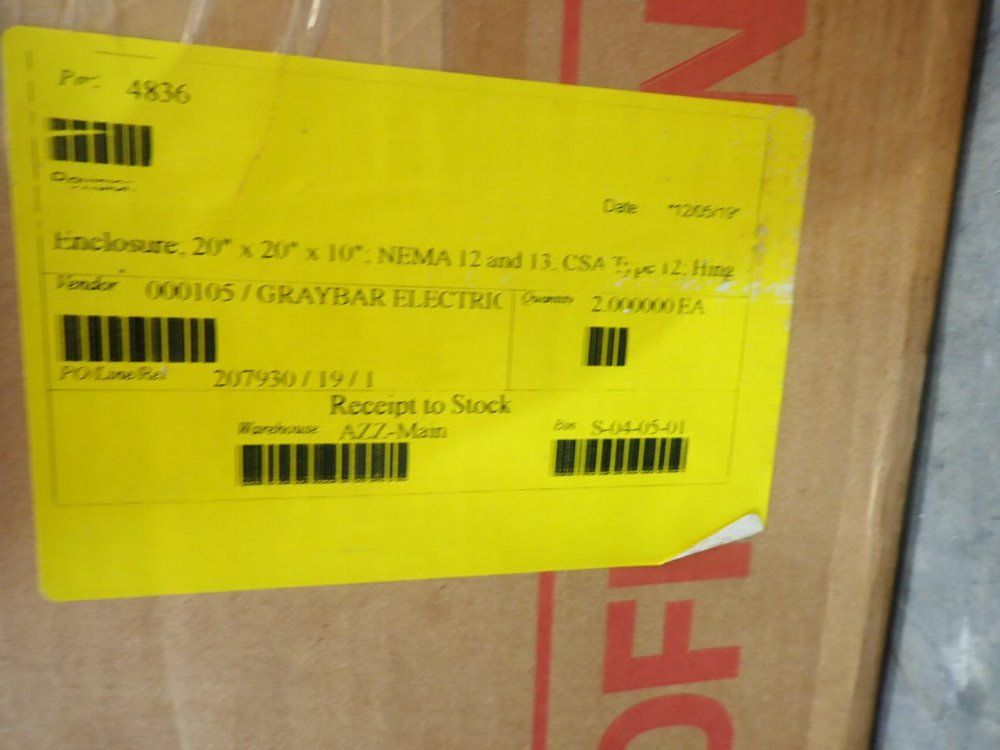 Part 4836
Date *12/05/19*
Enclosure; 20" x 20" x 10"; NEMA 12 and 13, CSA Type 12; Hing
Vendor 000105 / GRAYBAR ELECTRIC
Quantity 2.000000 EA
PO/Line/Rel 207930 / 19 / 1
Receipt to Stock
Warehouse AZZ-Main
Bin S-04-05-01